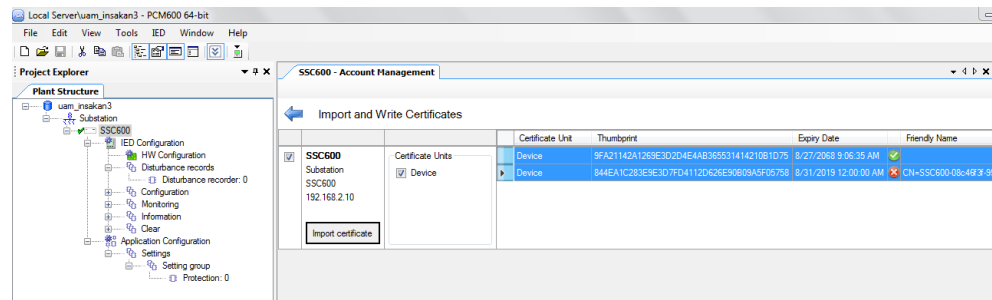 Local Server\uam_insakan3 - PCM600 64-bit
File Edit View Tools IED Window Help
Project Explorer
Plant Structure
uam_insakan3
Substation
SSC600
IED Configuration
HW Configuration
Disturbance records
Disturbance recorder: 0
Configuration
Monitoring
Information
Clear
Application Configuration
Settings
Setting group
Protection: 0
SSC600 - Account Management
Import and Write Certificates
Certificate Unit Thumbprint Expiry Date Friendly Name
SSC600
Substation
SSC600
192.168.2.10
Import certificate
Certificate Units
Device
Device 9FA21142A1269E3D2D4E4AB365531414210B1D75 8/27/2068 9:06:35 AM
Device 844EA1C283E9E3D7FD4112D626E90B09A5F05758 8/31/2019 12:00:00 AM CN=SSC600-08c46f3f-95